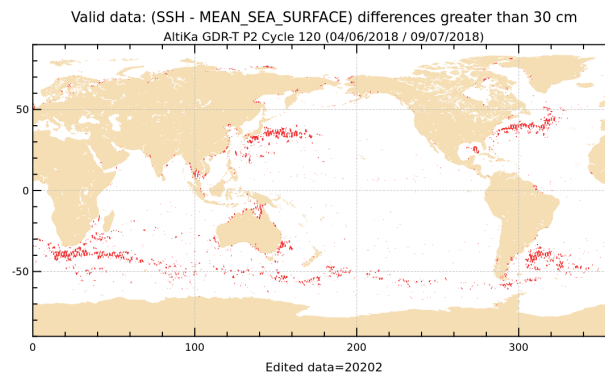 Valid data: (SSH - MEAN_SEA_SURFACE) differences greater than 30 cm
AltiKa GDR-T P2 Cycle 120 (04/06/2018 / 09/07/2018)
50
0
-50
0 100 200 300
Edited data=20202